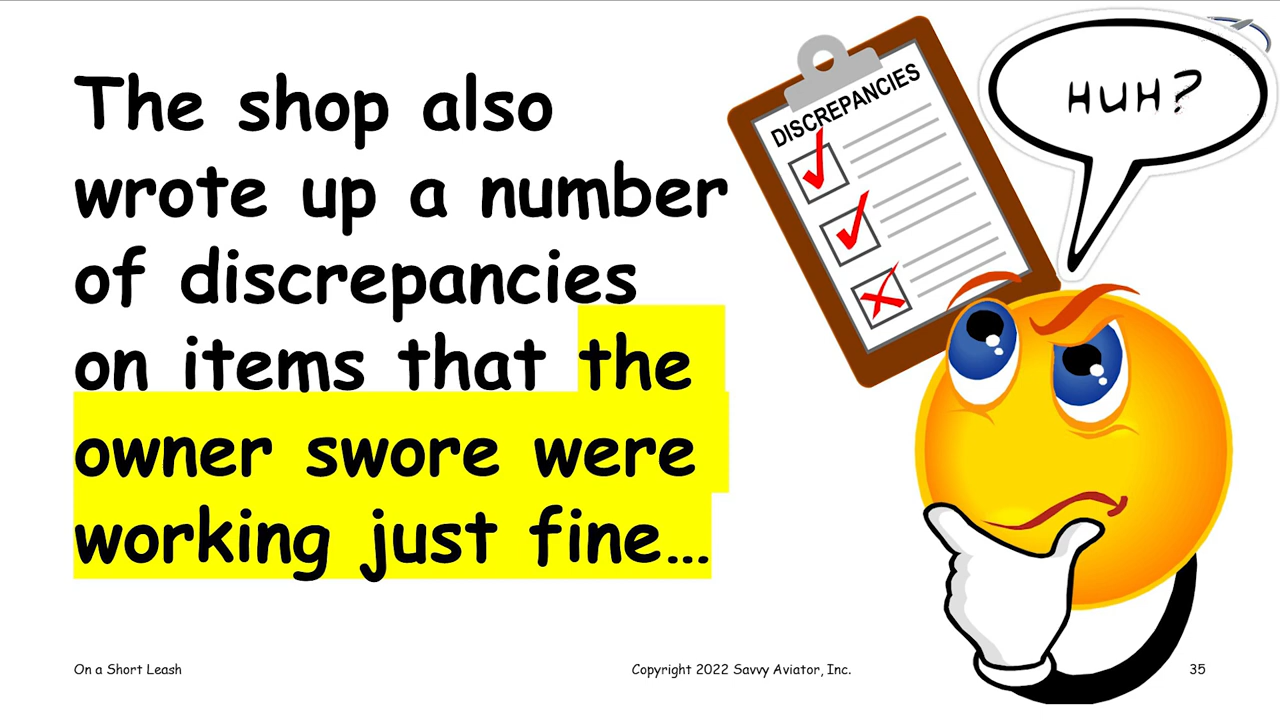 The shop also
wrote up a number
of discrepancies
on items that the
owner swore were
working just fine…
DISCREPANCIES
HUH?
On a Short Leash
Copyright 2022 Savvy Aviator, Inc.
35